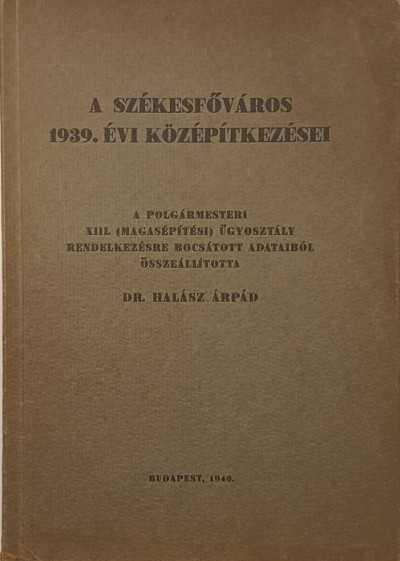 A SZÉKESFŐVÁROS
1939. ÉVI KÖZÉPÍTKEZÉSEI
A POLGÁRMESTERI
XIII. (MAGASÉPÍTÉSI) ÜGYOSZTÁLY
RENDELKEZÉSRE BOCSÁTOTT ADATAIBÓL
ÖSSZEÁLLÍTOTTA
DR. HALÁSZ ÁRPÁD
BUDAPEST, 1940.